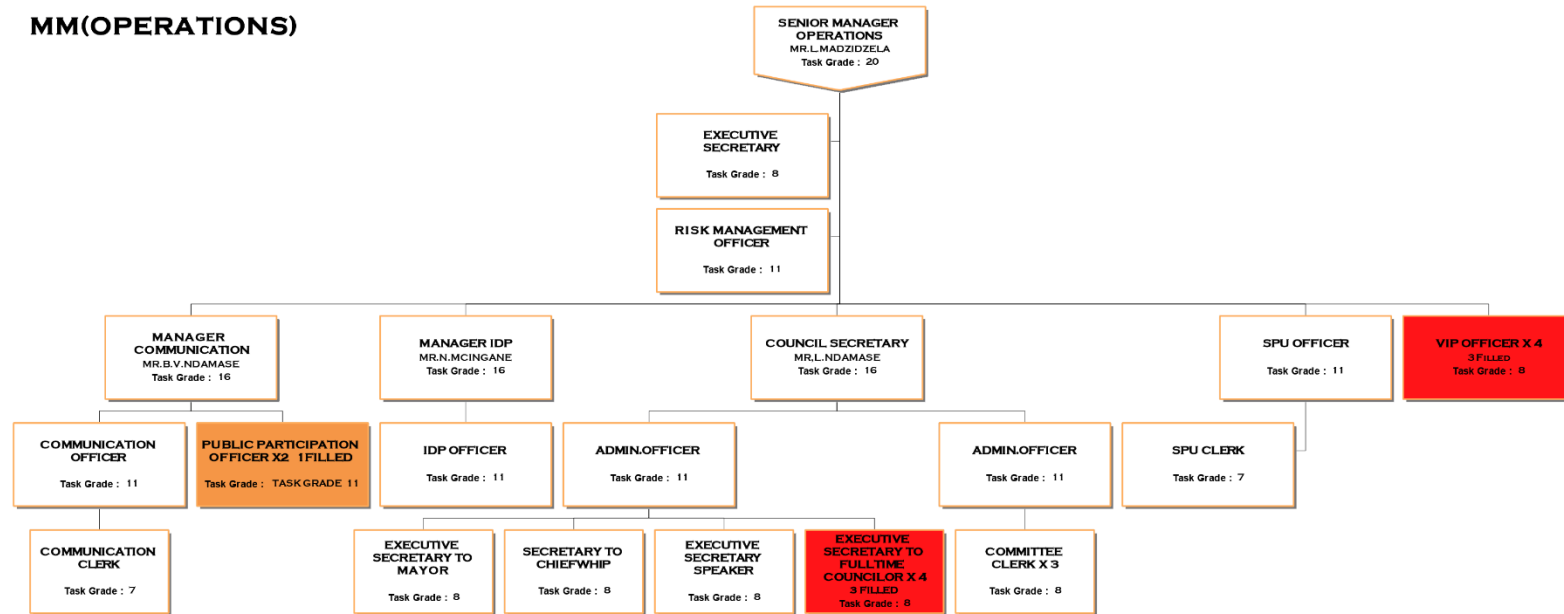 MM(OPERATIONS)
SENIOR MANAGER
OPERATIONS
MR.L.MADZIDZELA
Task Grade : 20
EXECUTIVE
SECRETARY
Task Grade : 8
RISK MANAGEMENT
OFFICER
Task Grade : 11
MANAGER
COMMUNICATION
MR.B.V.NDAMASE
Task Grade : 16
MANAGER IDP
MR.N.MCINGANE
Task Grade : 16
COUNCIL SECRETARY
MR,L.NDAMASE
Task Grade : 16
SPU OFFICER
Task Grade : 11
VIP OFFICER X 4
3 FILLED
Task Grade : 8
COMMUNICATION
OFFICER
Task Grade : 11
PUBLIC PARTICIPATION
OFFICER X2 1FILLED
Task Grade : TASK GRADE 11
IDP OFFICER
Task Grade : 11
ADMIN.OFFICER
Task Grade : 11
ADMIN.OFFICER
Task Grade : 11
SPU CLERK
Task Grade : 7
COMMUNICATION
CLERK
Task Grade : 7
EXECUTIVE
SECRETARY TO
MAYOR
Task Grade : 8
SECRETARY TO
CHIEFWHIP
Task Grade : 8
EXECUTIVE
SECRETARY
SPEAKER
Task Grade : 8
EXECUTIVE
SECRETARY TO
FULLTIME
COUNCILOR X 4
3 FILLED
Task Grade : 8
COMMITTEE
CLERK X 3
Task Grade : 8